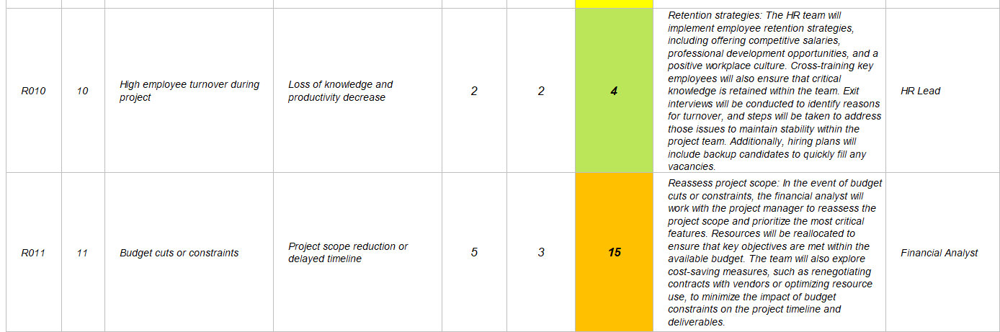 R010
10
High employee turnover during
project
Loss of knowledge and
productivity decrease
2
2
4
Retention strategies: The HR team will
implement employee retention strategies,
including offering competitive salaries,
professional development opportunities, and a
positive workplace culture. Cross-training key
employees will also ensure that critical
knowledge is retained within the team. Exit
interviews will be conducted to identify reasons
for turnover, and steps will be taken to address
those issues to maintain stability within the
project team. Additionally, hiring plans will
include backup candidates to quickly fill any
vacancies.
HR Lead
R011
11
Budget cuts or constraints
Project scope reduction or
delayed timeline
5
3
15
Reassess project scope: In the event of budget
cuts or constraints, the financial analyst will
work with the project manager to reassess the
project scope and prioritize the most critical
features. Resources will be reallocated to
ensure that key objectives are met within the
available budget. The team will also explore
cost-saving measures, such as renegotiating
contracts with vendors or optimizing resource
use, to minimize the impact of budget
constraints on the project timeline and
deliverables.
Financial Analyst